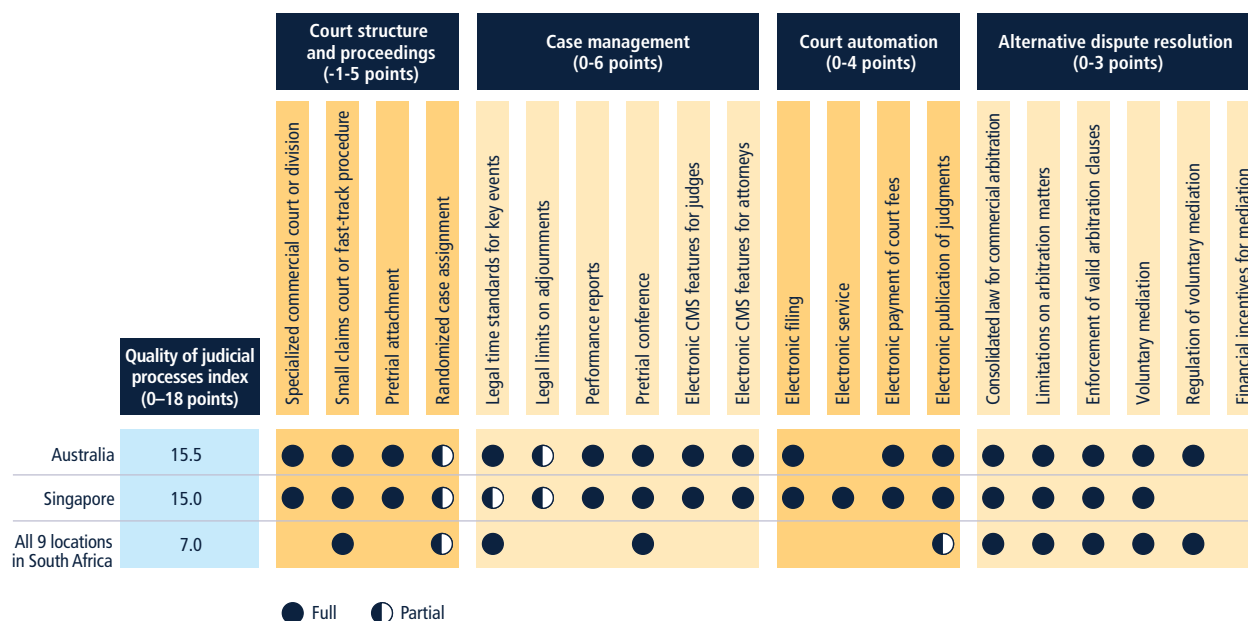 Court structure
and proceedings
(-1-5 points)
Case management
(0-6 points)
Court automation
(0-4 points)
Alternative dispute resolution
(0-3 points)
Specialized commercial court or division
Small claims court or fast-track procedure
Pretrial attachment
Randomized case assignment
Legal time standards for key events
Legal limits on adjournments
Performance reports
Pretrial conference
Electronic CMS features for judges
Electronic CMS features for attorneys
Electronic filing
Electronic service
Electronic payment of court fees
Electronic publication of judgments
Consolidated law for commercial arbitration
Limitations on arbitration matters
Enforcement of valid arbitration clauses
Voluntary mediation
Regulation of voluntary mediation
Financial incentives for mediation
Quality of judicial
processes index
(0–18 points)
Australia 15.5
Singapore 15.0
All 9 locations
in South Africa
7.0
Full Partial